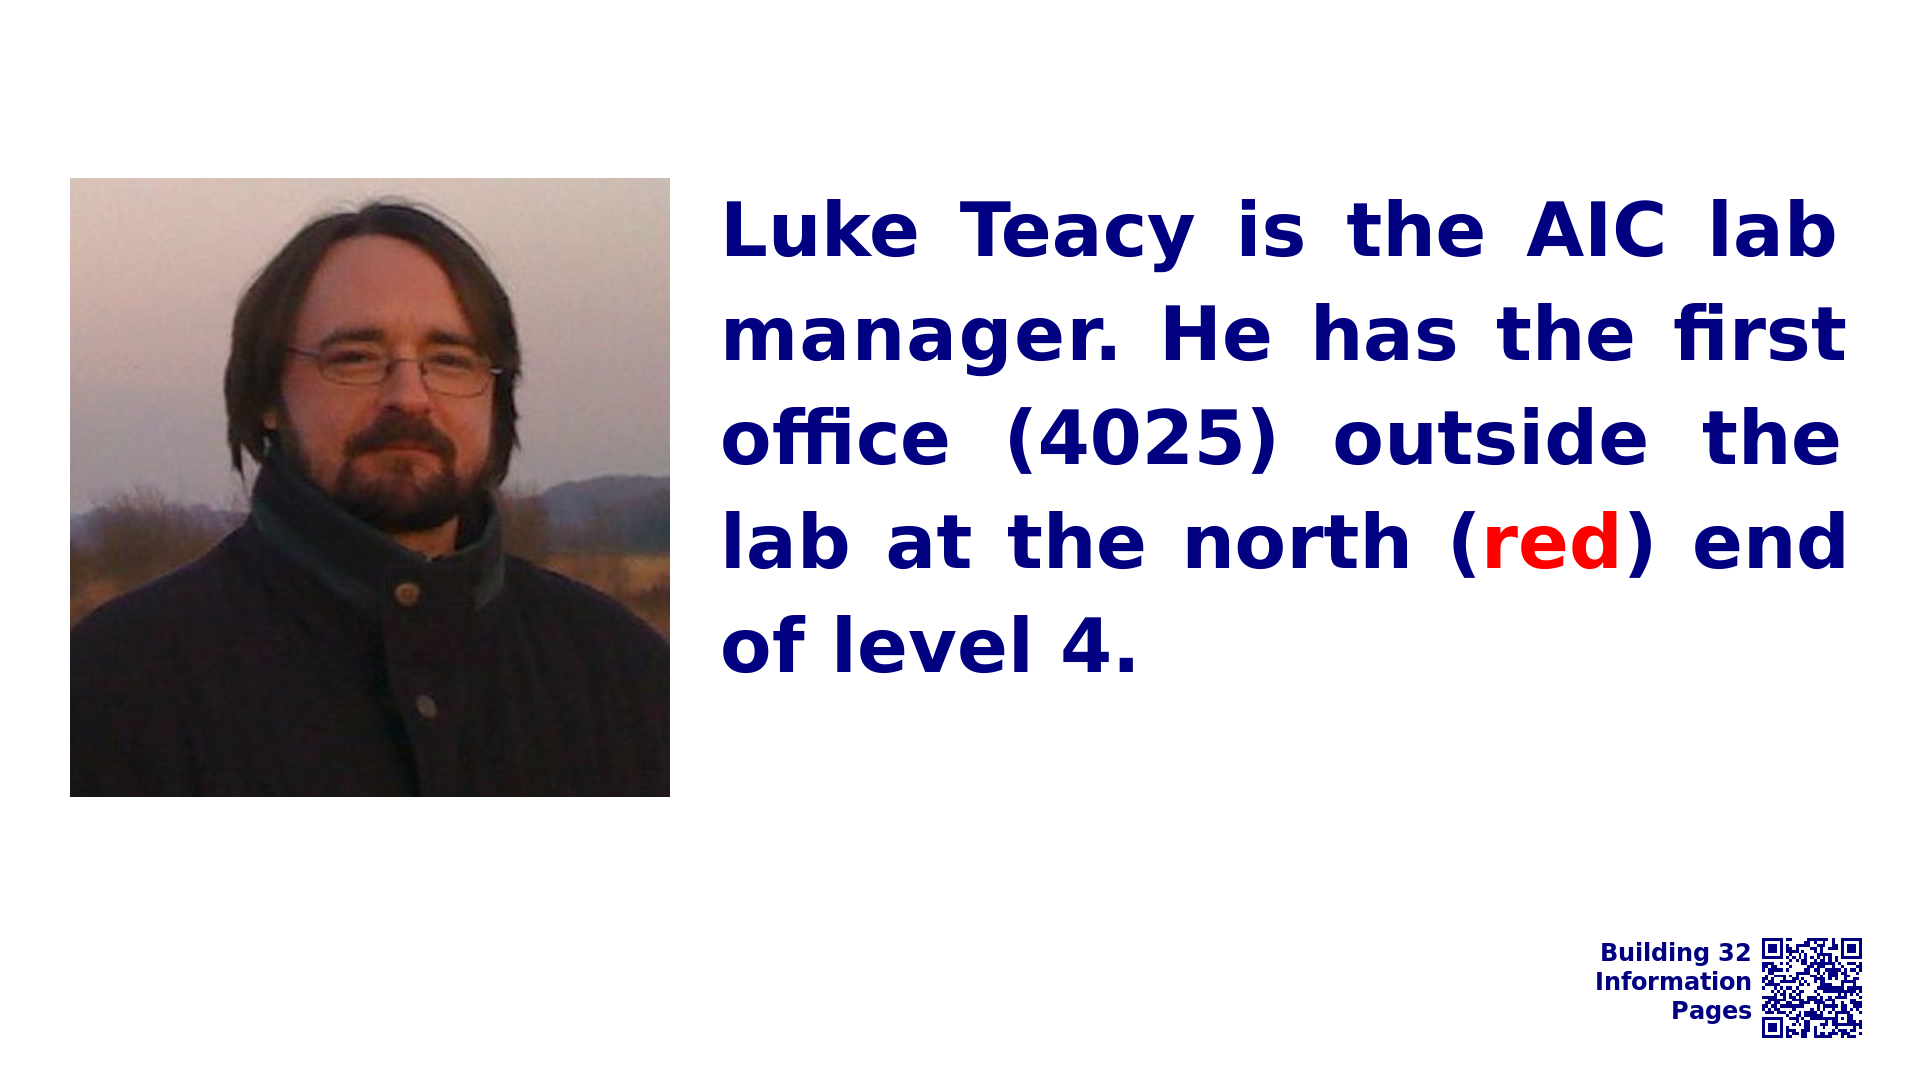 Luke Teacy is the AIC lab
manager. He has the first
office (4025) outside the
lab at the north (red) end
of level 4.
Building 32
Information
Pages